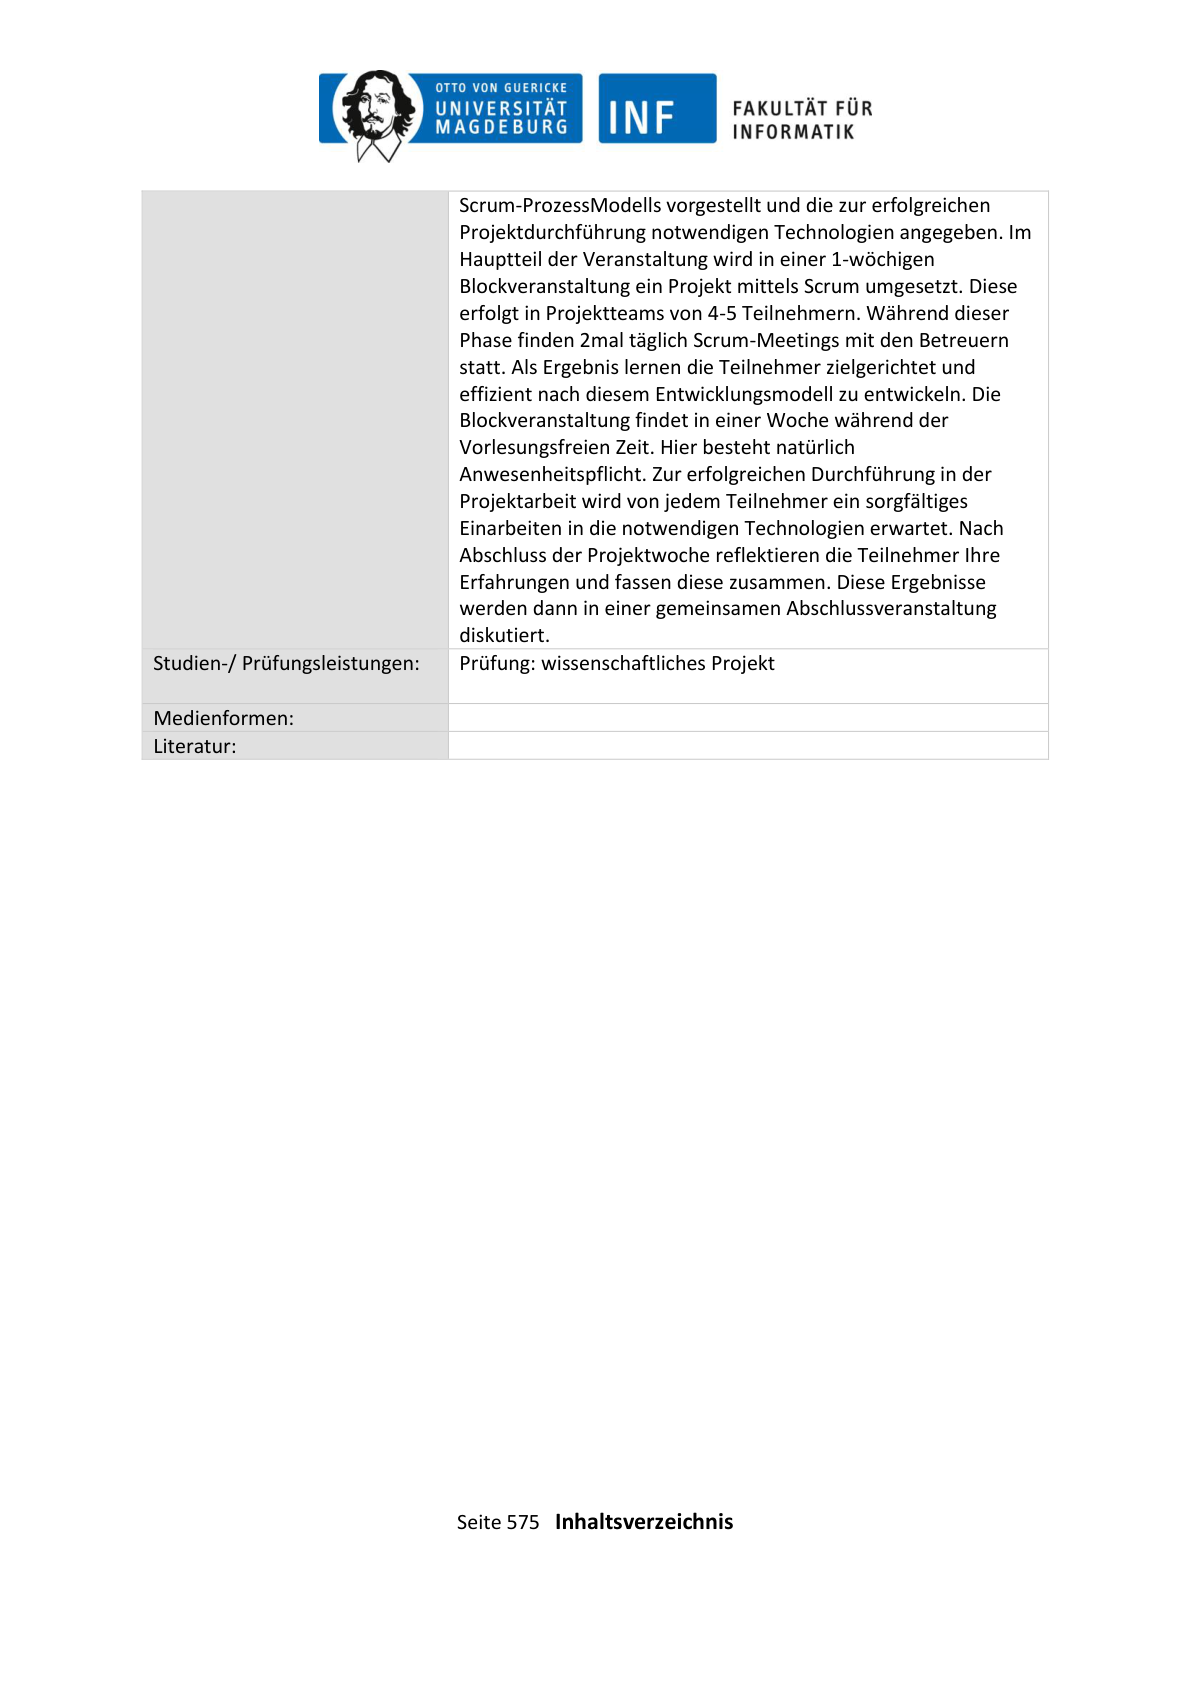 OTTO VON GUERICKE
UNIVERSITÄT
MAGDEBURG
INF
FAKULTÄT FÜR
INFORMATIK
Scrum-ProzessModells vorgestellt und die zur erfolgreichen
Projektdurchführung notwendigen Technologien angegeben. Im
Hauptteil der Veranstaltung wird in einer 1-wöchigen
Blockveranstaltung ein Projekt mittels Scrum umgesetzt. Diese
erfolgt in Projektteams von 4-5 Teilnehmern. Während dieser
Phase finden 2mal täglich Scrum-Meetings mit den Betreuern
statt. Als Ergebnis lernen die Teilnehmer zielgerichtet und
effizient nach diesem Entwicklungsmodell zu entwickeln. Die
Blockveranstaltung findet in einer Woche während der
Vorlesungsfreien Zeit. Hier besteht natürlich
Anwesenheitspflicht. Zur erfolgreichen Durchführung in der
Projektarbeit wird von jedem Teilnehmer ein sorgfältiges
Einarbeiten in die notwendigen Technologien erwartet. Nach
Abschluss der Projektwoche reflektieren die Teilnehmer Ihre
Erfahrungen und fassen diese zusammen. Diese Ergebnisse
werden dann in einer gemeinsamen Abschlussveranstaltung
diskutiert.
Studien-/ Prüfungsleistungen: Prüfung: wissenschaftliches Projekt
Medienformen:
Literatur:
Seite 575 Inhaltsverzeichnis